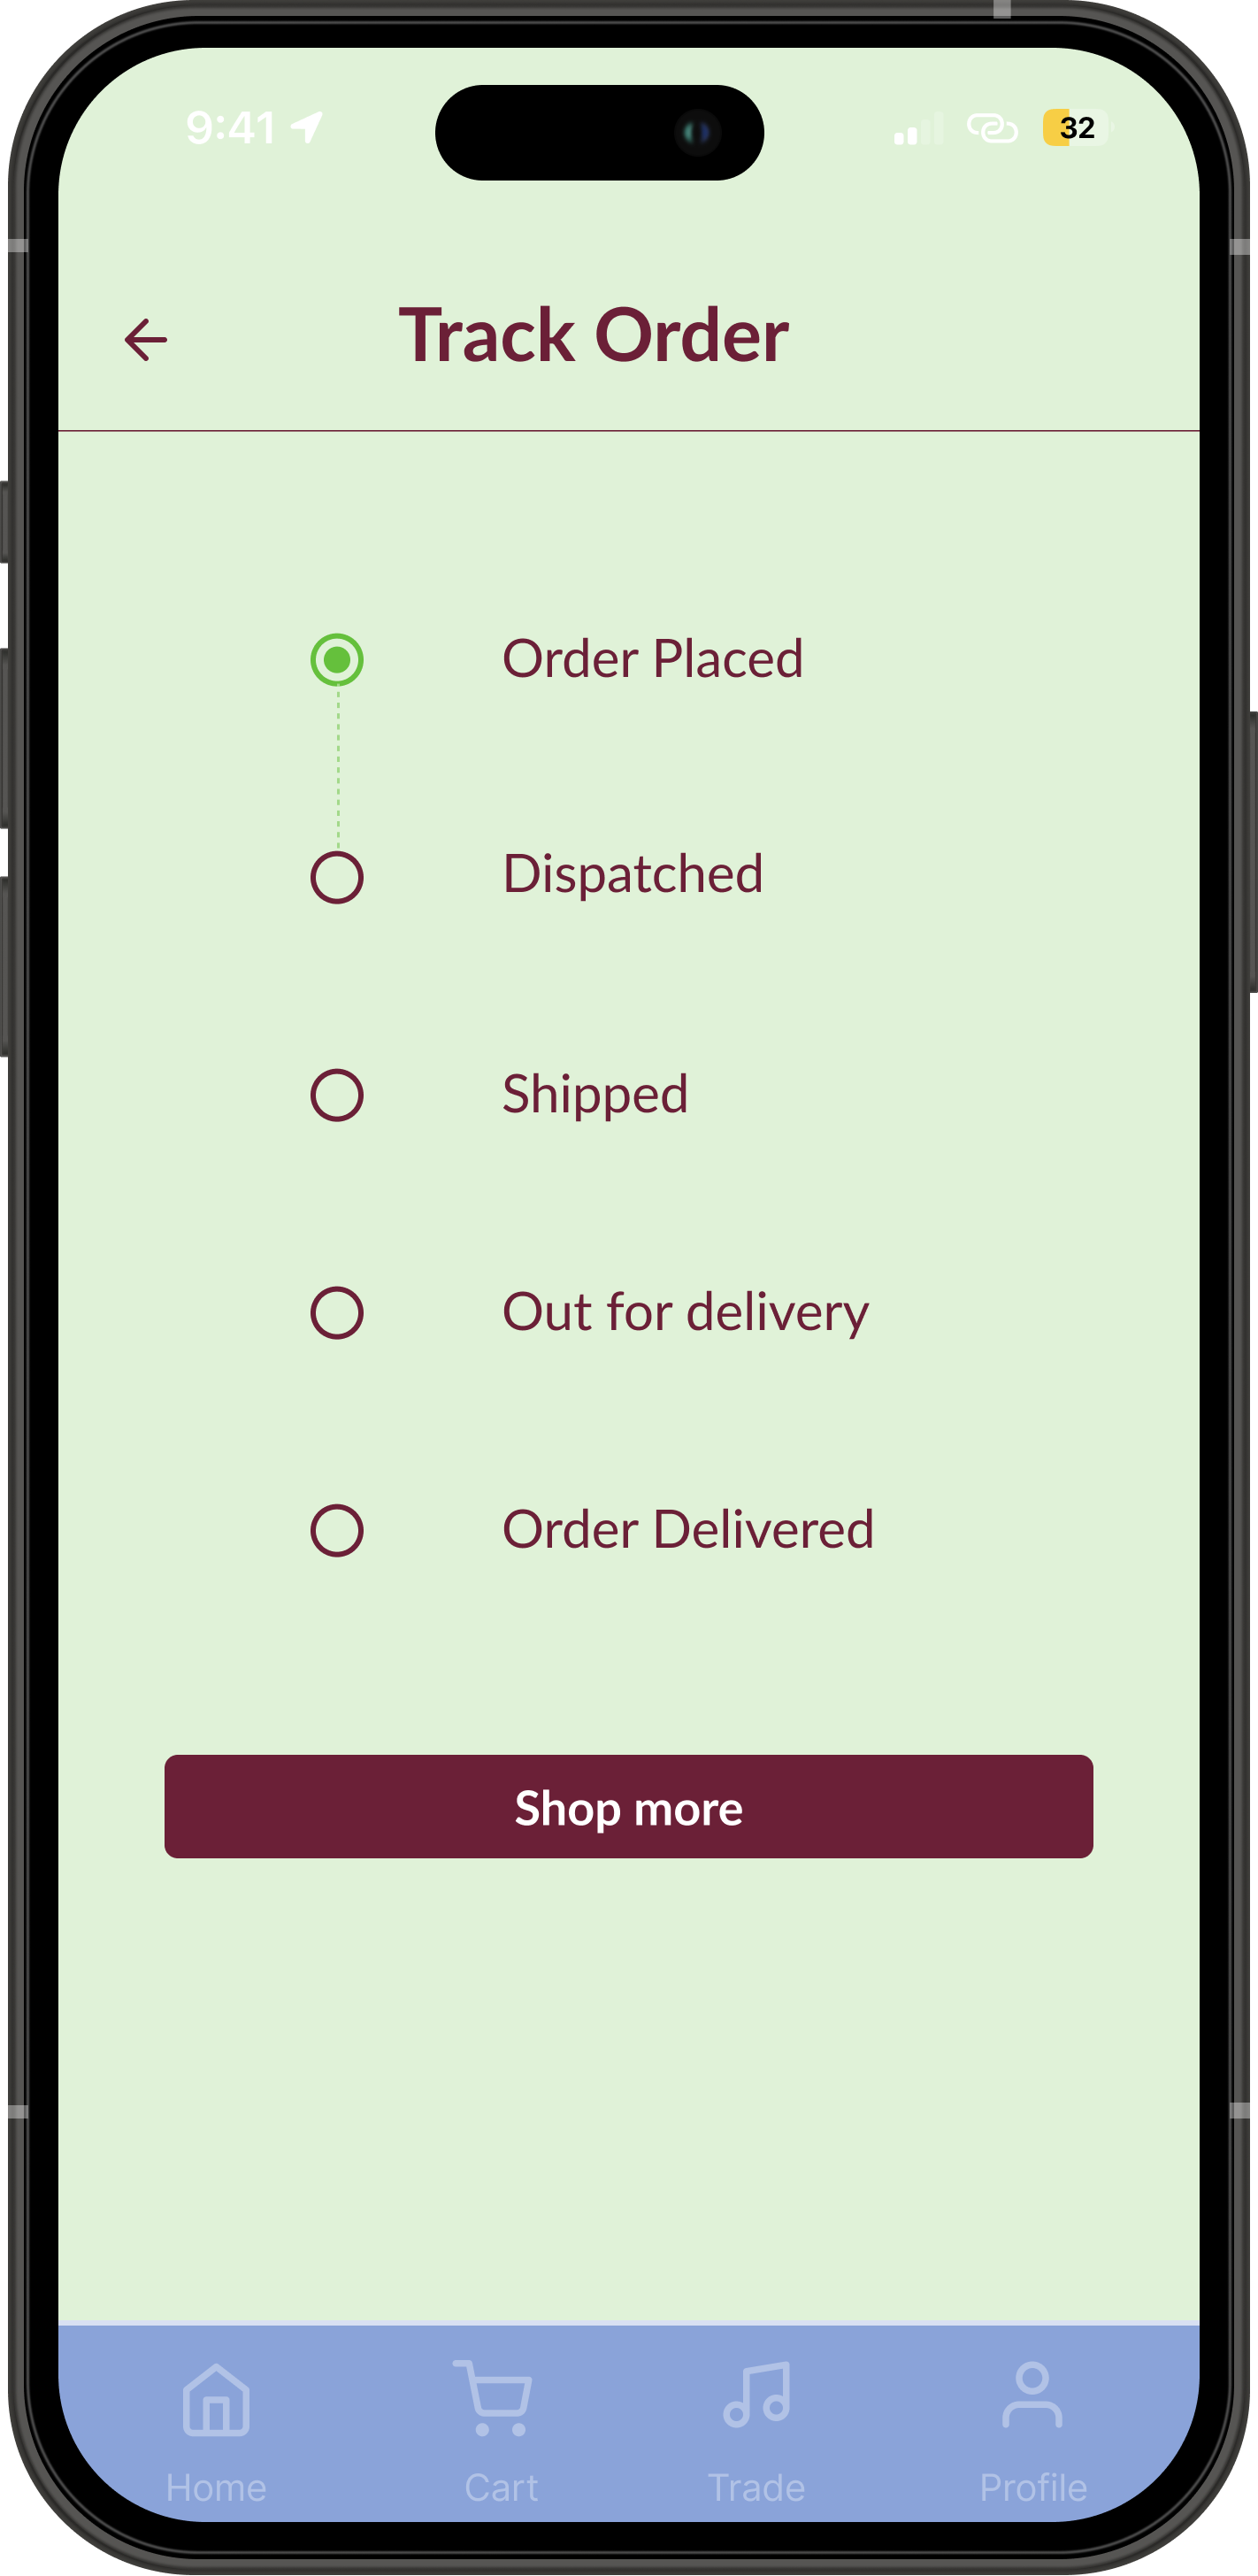 9:41
32
Track Order
Order Placed
Dispatched
Shipped
Out for delivery
Order Delivered
Shop more
Home Cart Trade Profile